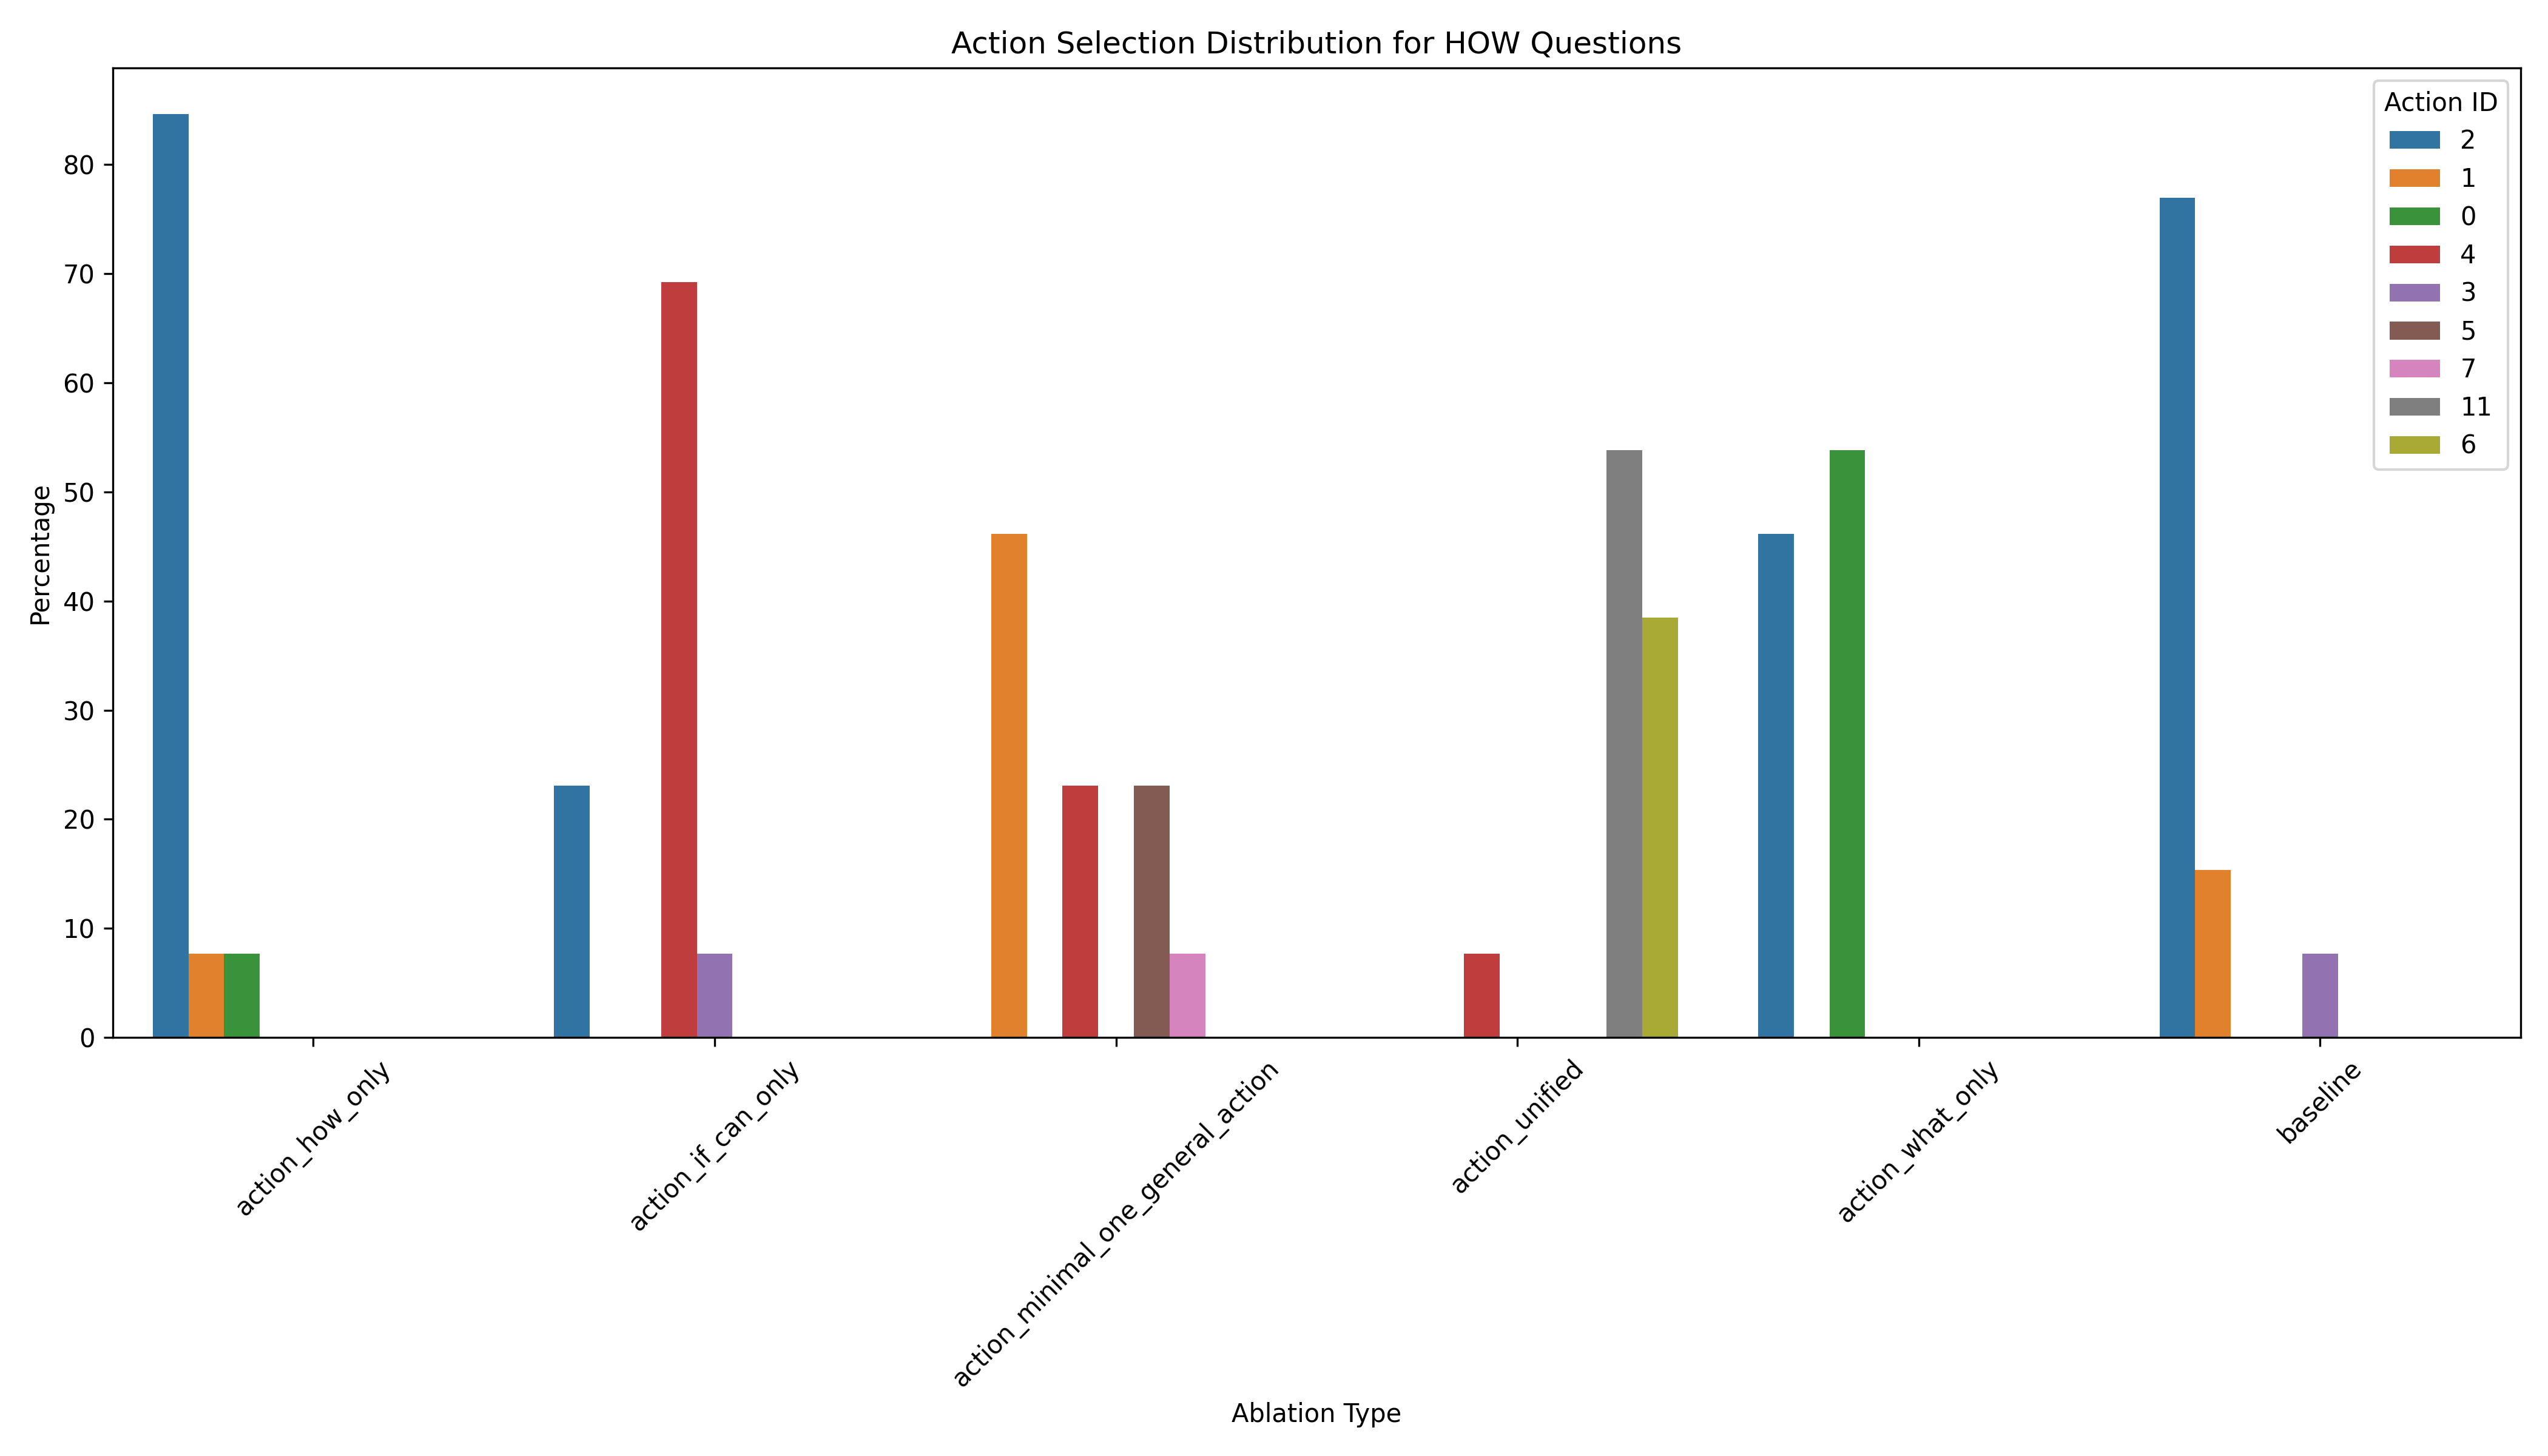 Action Selection Distribution for HOW Questions
Action ID
2
1
0
4
3
5
7
11
6
Percentage
80
70
60
50
40
30
20
10
0
action_how_only
action_if_can_only
action_minimal_one_general_action
action_unified
action_what_only
baseline
Ablation Type